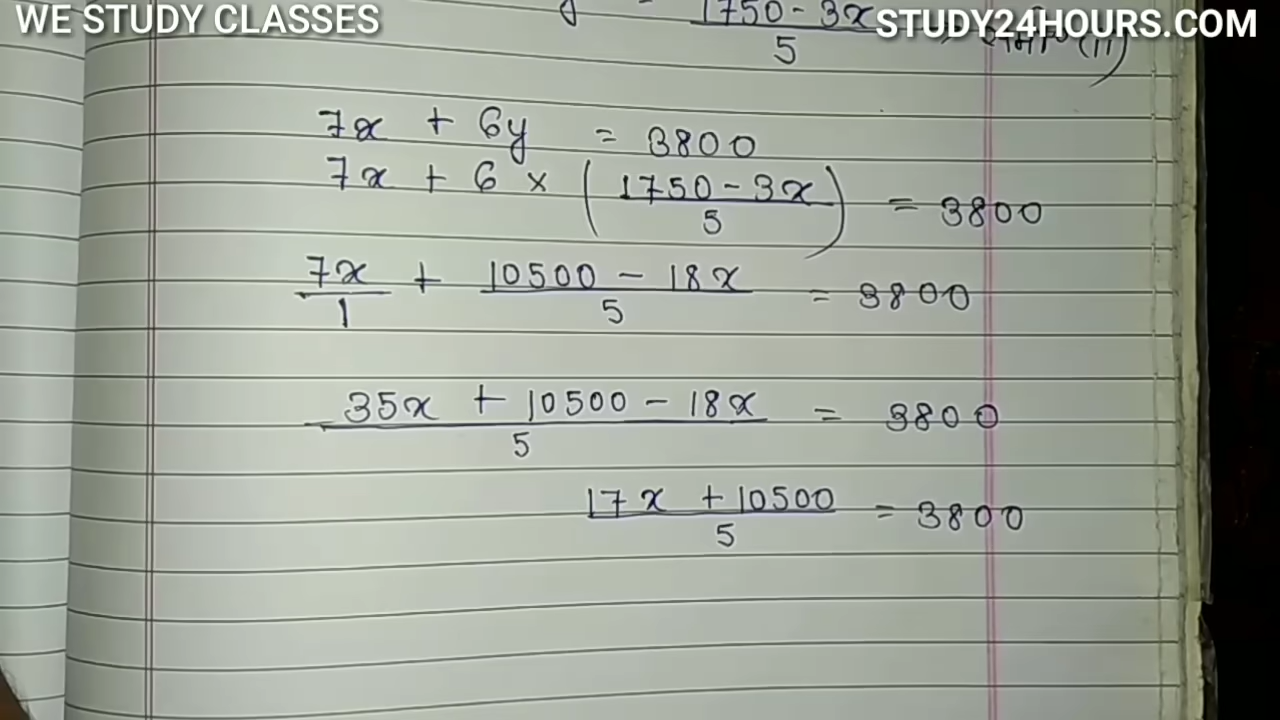 WE STUDY CLASSES
STUDY24HOURS.COM
1750 - 3x
5
(ii)
7x + 6y = 3800
7x + 6 × (1750 - 3x / 5) = 3800
7x / 1 + 10500 - 18x / 5 = 3800
35x + 10500 - 18x / 5 = 3800
17x + 10500 / 5 = 3800